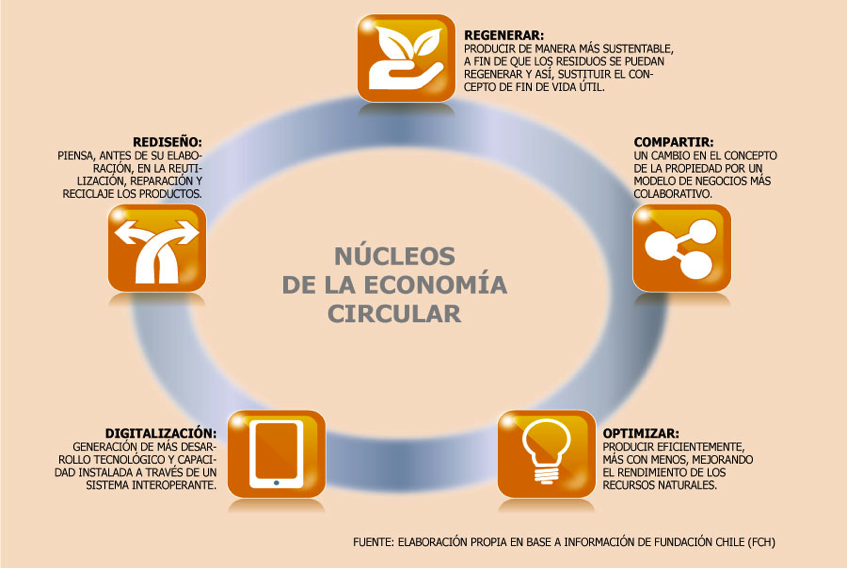 REGENERAR:
PRODUCIR DE MANERA MÁS SUSTENTABLE,
A FIN DE QUE LOS RESIDUOS SE PUEDAN
REGENERAR Y ASÍ, SUSTITUIR EL CON-
CEPTO DE FIN DE VIDA ÚTIL.
REDISEÑO:
PIENSA, ANTES DE SU ELABO-
RACIÓN, EN LA REUTI-
LIZACIÓN, REPARACIÓN Y
RECICLAJE LOS PRODUCTOS.
COMPARTIR:
UN CAMBIO EN EL CONCEPTO
DE LA PROPIEDAD POR UN
MODELO DE NEGOCIOS MÁS
COLABORATIVO.
NÚCLEOS
DE LA ECONOMÍA
CIRCULAR
DIGITALIZACIÓN:
GENERACIÓN DE MÁS DESAR-
ROLLO TECNOLÓGICO Y CAPACI-
DAD INSTALADA A TRAVÉS DE UN
SISTEMA INTEROPERANTE.
OPTIMIZAR:
PRODUCIR EFICIENTEMENTE,
MÁS CON MENOS, MEJORANDO
EL RENDIMIENTO DE LOS
RECURSOS NATURALES.
FUENTE: ELABORACIÓN PROPIA EN BASE A INFORMACIÓN DE FUNDACIÓN CHILE (FCH)